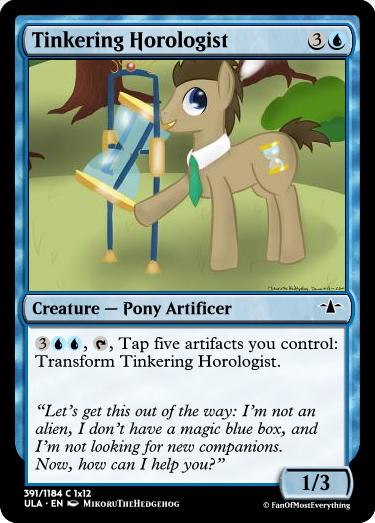 Tinkering Horologist 3
Creature — Pony Artificer
3, Tap five artifacts you control:
Transform Tinkering Horologist.
“Let's get this out of the way: I'm not an
alien, I don't have a magic blue box, and
I'm not looking for new companions.
Now, how can I help you?”
1/3
391/1184 C 1x12
ULA • EN MikoruTheHedgehog
© FanOfMostEverything